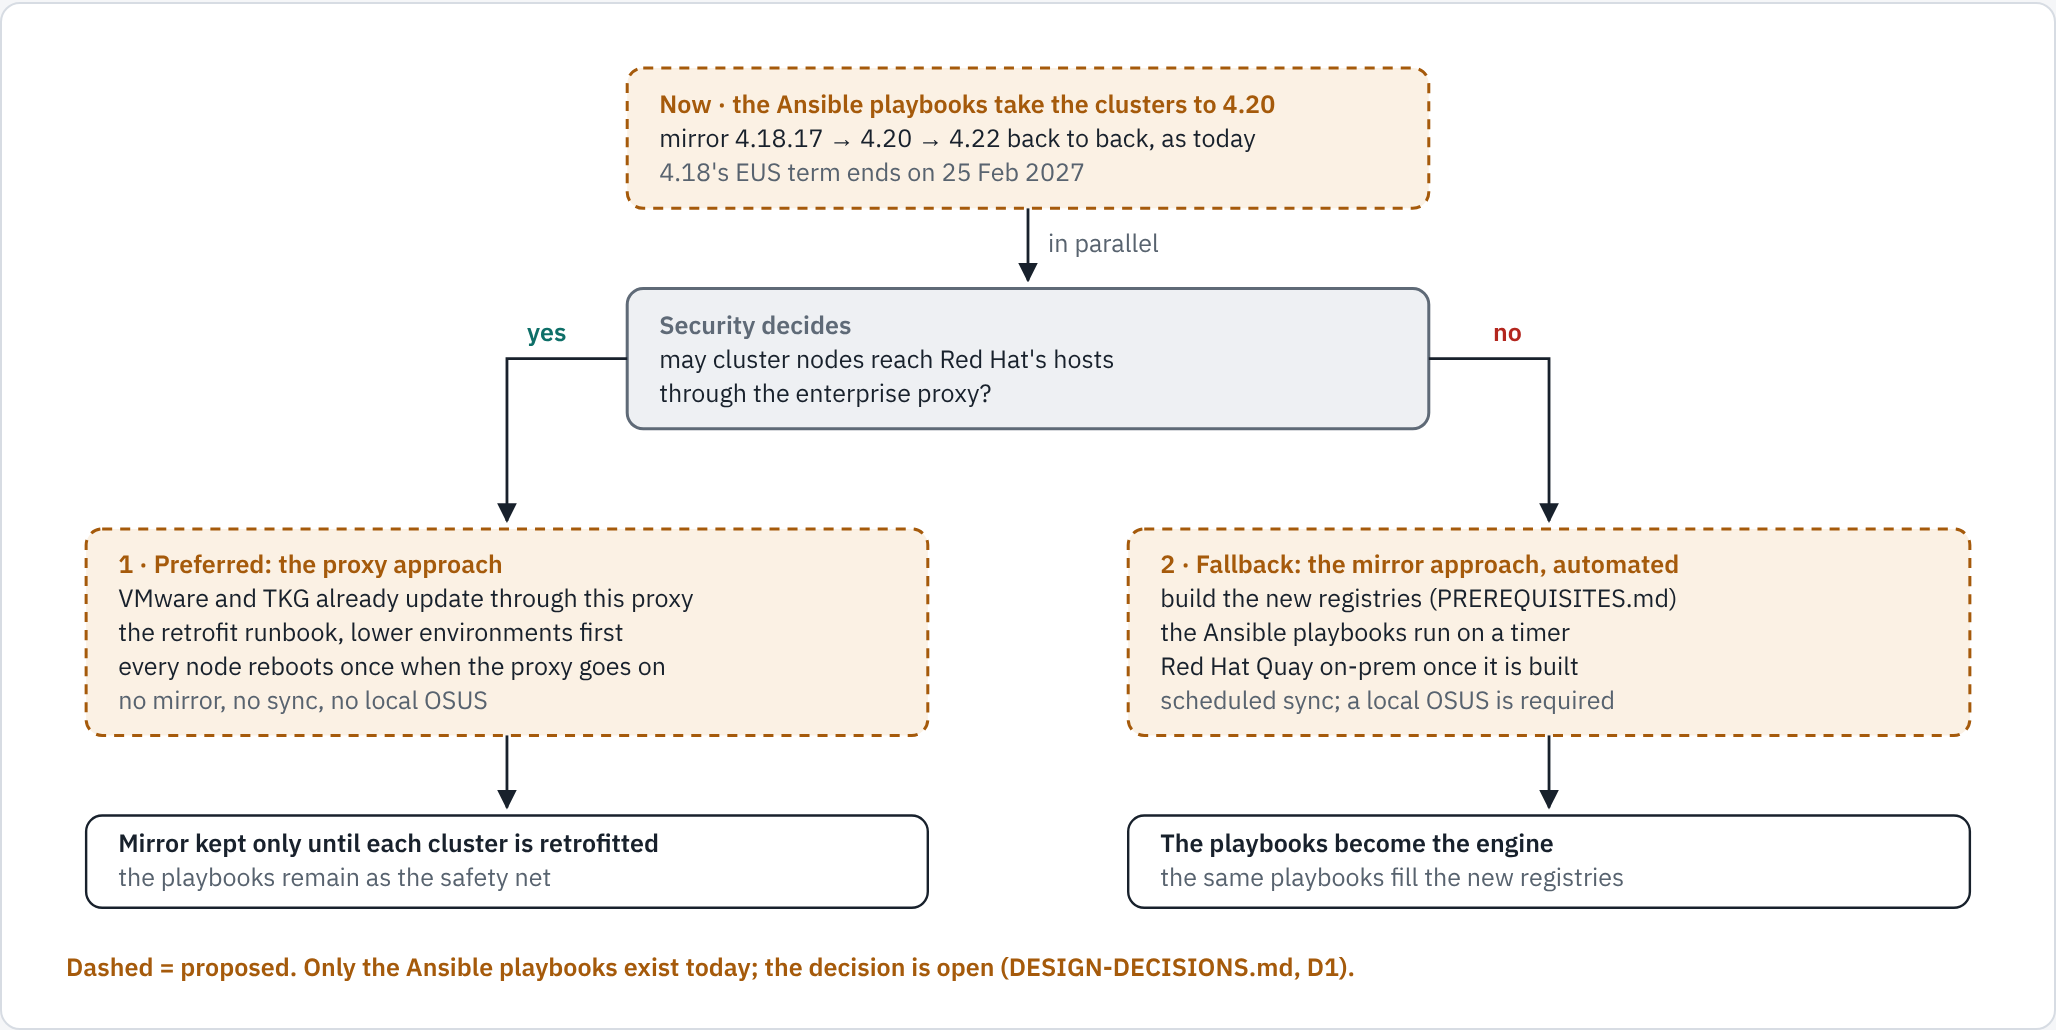 Now · the Ansible playbooks take the clusters to 4.20
mirror 4.18.17 → 4.20 → 4.22 back to back, as today
4.18's EUS term ends on 25 Feb 2027
in parallel
Security decides
may cluster nodes reach Red Hat's hosts
through the enterprise proxy?
yes
no
1 · Preferred: the proxy approach
VMware and TKG already update through this proxy
the retrofit runbook, lower environments first
every node reboots once when the proxy goes on
no mirror, no sync, no local OSUS
2 · Fallback: the mirror approach, automated
build the new registries (PREREQUISITES.md)
the Ansible playbooks run on a timer
Red Hat Quay on-prem once it is built
scheduled sync; a local OSUS is required
Mirror kept only until each cluster is retrofitted
the playbooks remain as the safety net
The playbooks become the engine
the same playbooks fill the new registries
Dashed = proposed. Only the Ansible playbooks exist today; the decision is open (DESIGN-DECISIONS.md, D1).